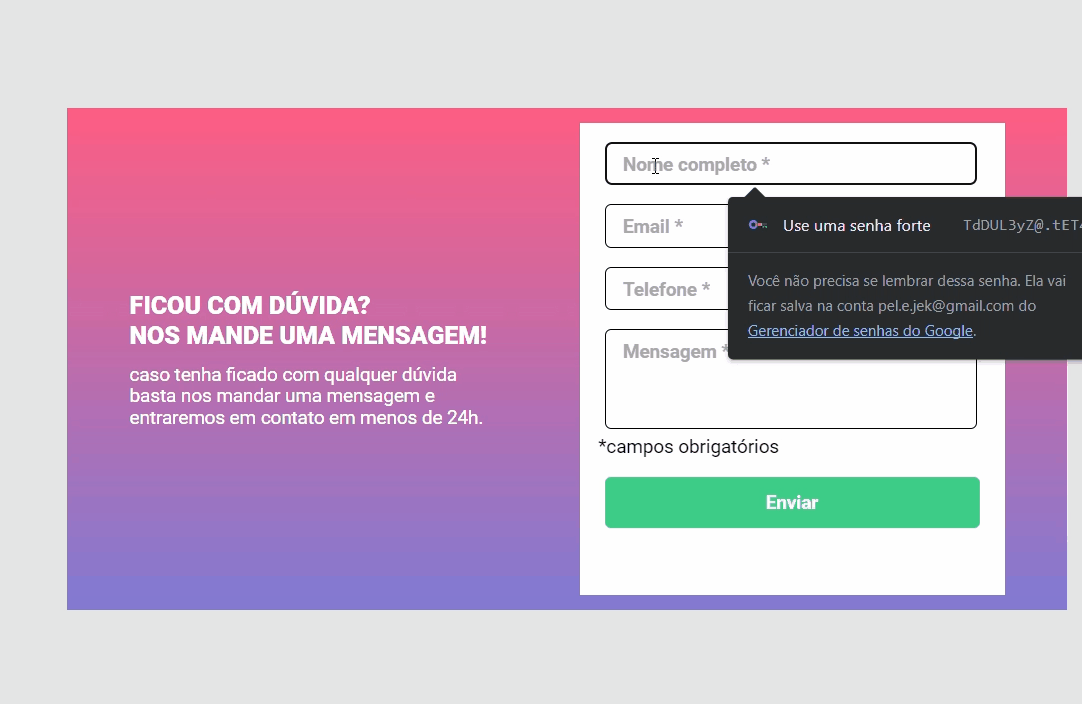 FICOU COM DÚVIDA?
NOS MANDE UMA MENSAGEM!
caso tenha ficado com qualquer dúvida
basta nos mandar uma mensagem e
entraremos em contato em menos de 24h.
Nome completo *
Email *
Telefone *
Mensagem *
*campos obrigatórios
Enviar
Use uma senha forte TdDUL3yZ@.tET4
Você não precisa se lembrar dessa senha. Ela vai
ficar salva na conta pel.e.jek@gmail.com do
Gerenciador de senhas do Google.